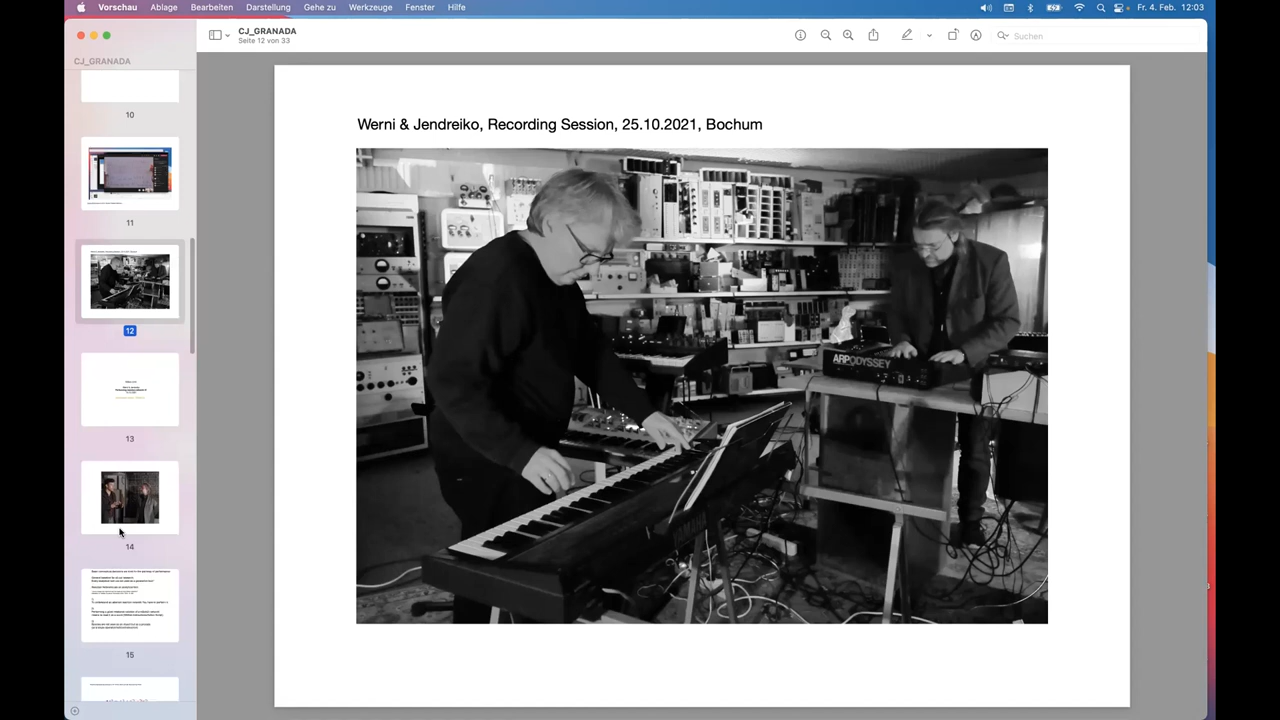 Vorschau Ablage Bearbeiten Darstellung Gehe zu Werkzeuge Fenster Hilfe Fr. 4. Feb. 12:03
CJ_GRANADA
Seite 12 von 33
Suchen
CJ_GRANADA
10
11
12
13
14
15
Werni & Jendreiko, Recording Session, 25.10.2021, Bochum
ARP ODYSSEY
YAMAHA